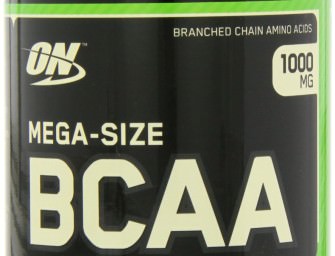 BRANCHED CHAIN AMINO ACIDS
ON
1000
MG
MEGA-SIZE
BCAA